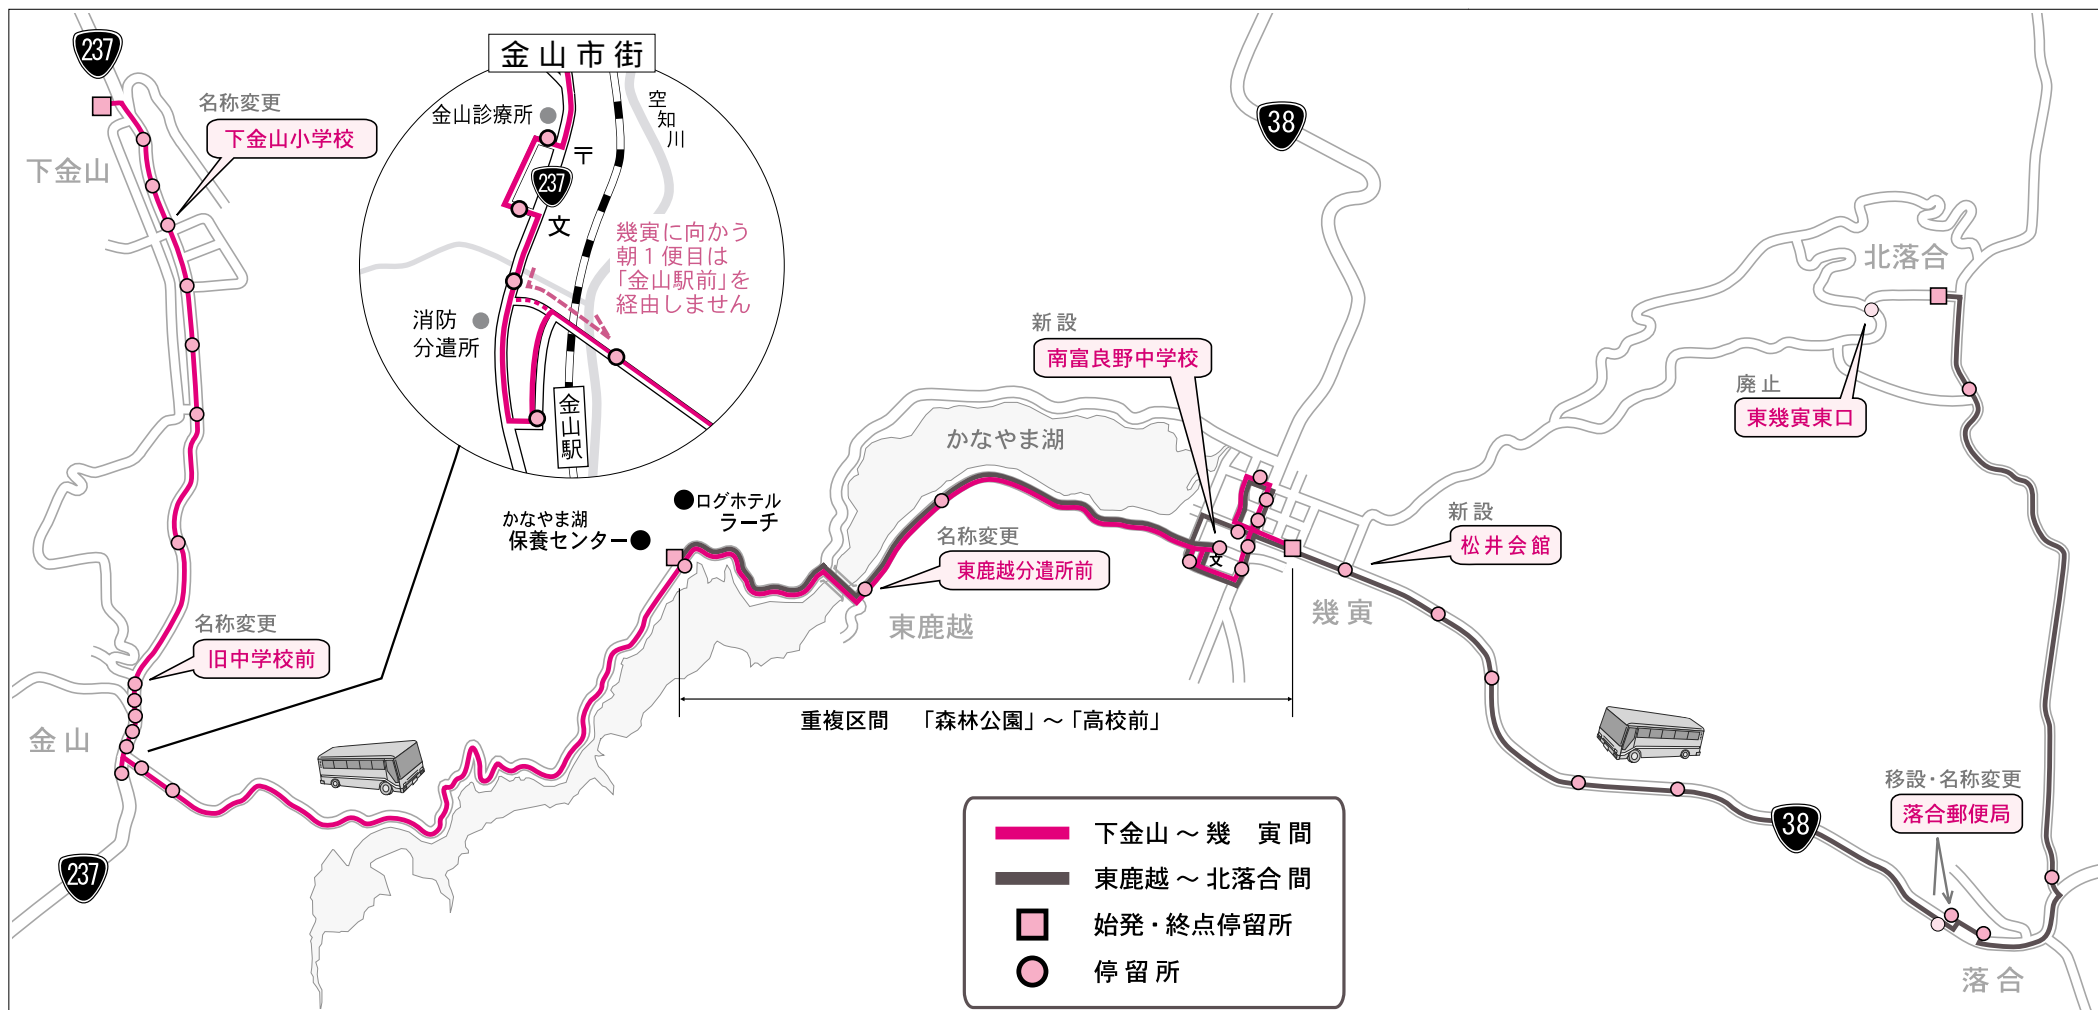 237
名称変更
下金山小学校
下金山
金山市街
金山診療所
〒
237
文
空知川
幾寅に向かう
朝1便目は
「金山駅前」を
経由しません
消防
分遣所
金山駅
38
北落合
新設
南富良野中学校
廃止
東幾寅東口
かなやま湖
ログホテル
ラーチ
かなやま湖
保養センター
名称変更
東鹿越分遣所前
東鹿越
文
新設
松井会館
幾寅
名称変更
旧中学校前
金山
重複区間 「森林公園」~「高校前」
237
移設・名称変更
落合郵便局
38
落合
下金山~幾 寅間
東鹿越~北落合間
始発・終点停留所
停留所